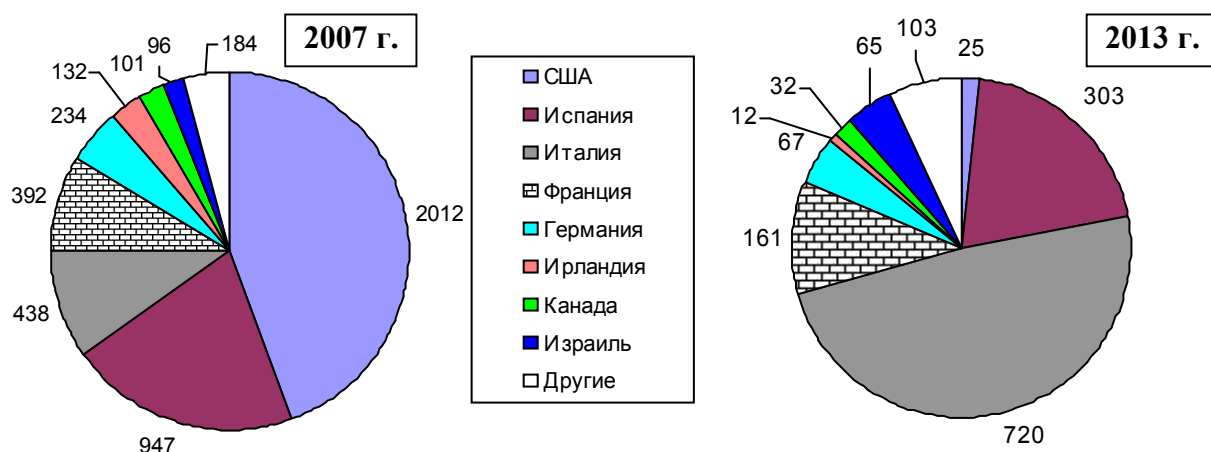 2007 г.
184
96
101
132
234
392
438
947
2012
США
Испания
Италия
Франция
Германия
Ирландия
Канада
Израиль
Другие
2013 г.
103
25
65
32
12
67
161
303
720